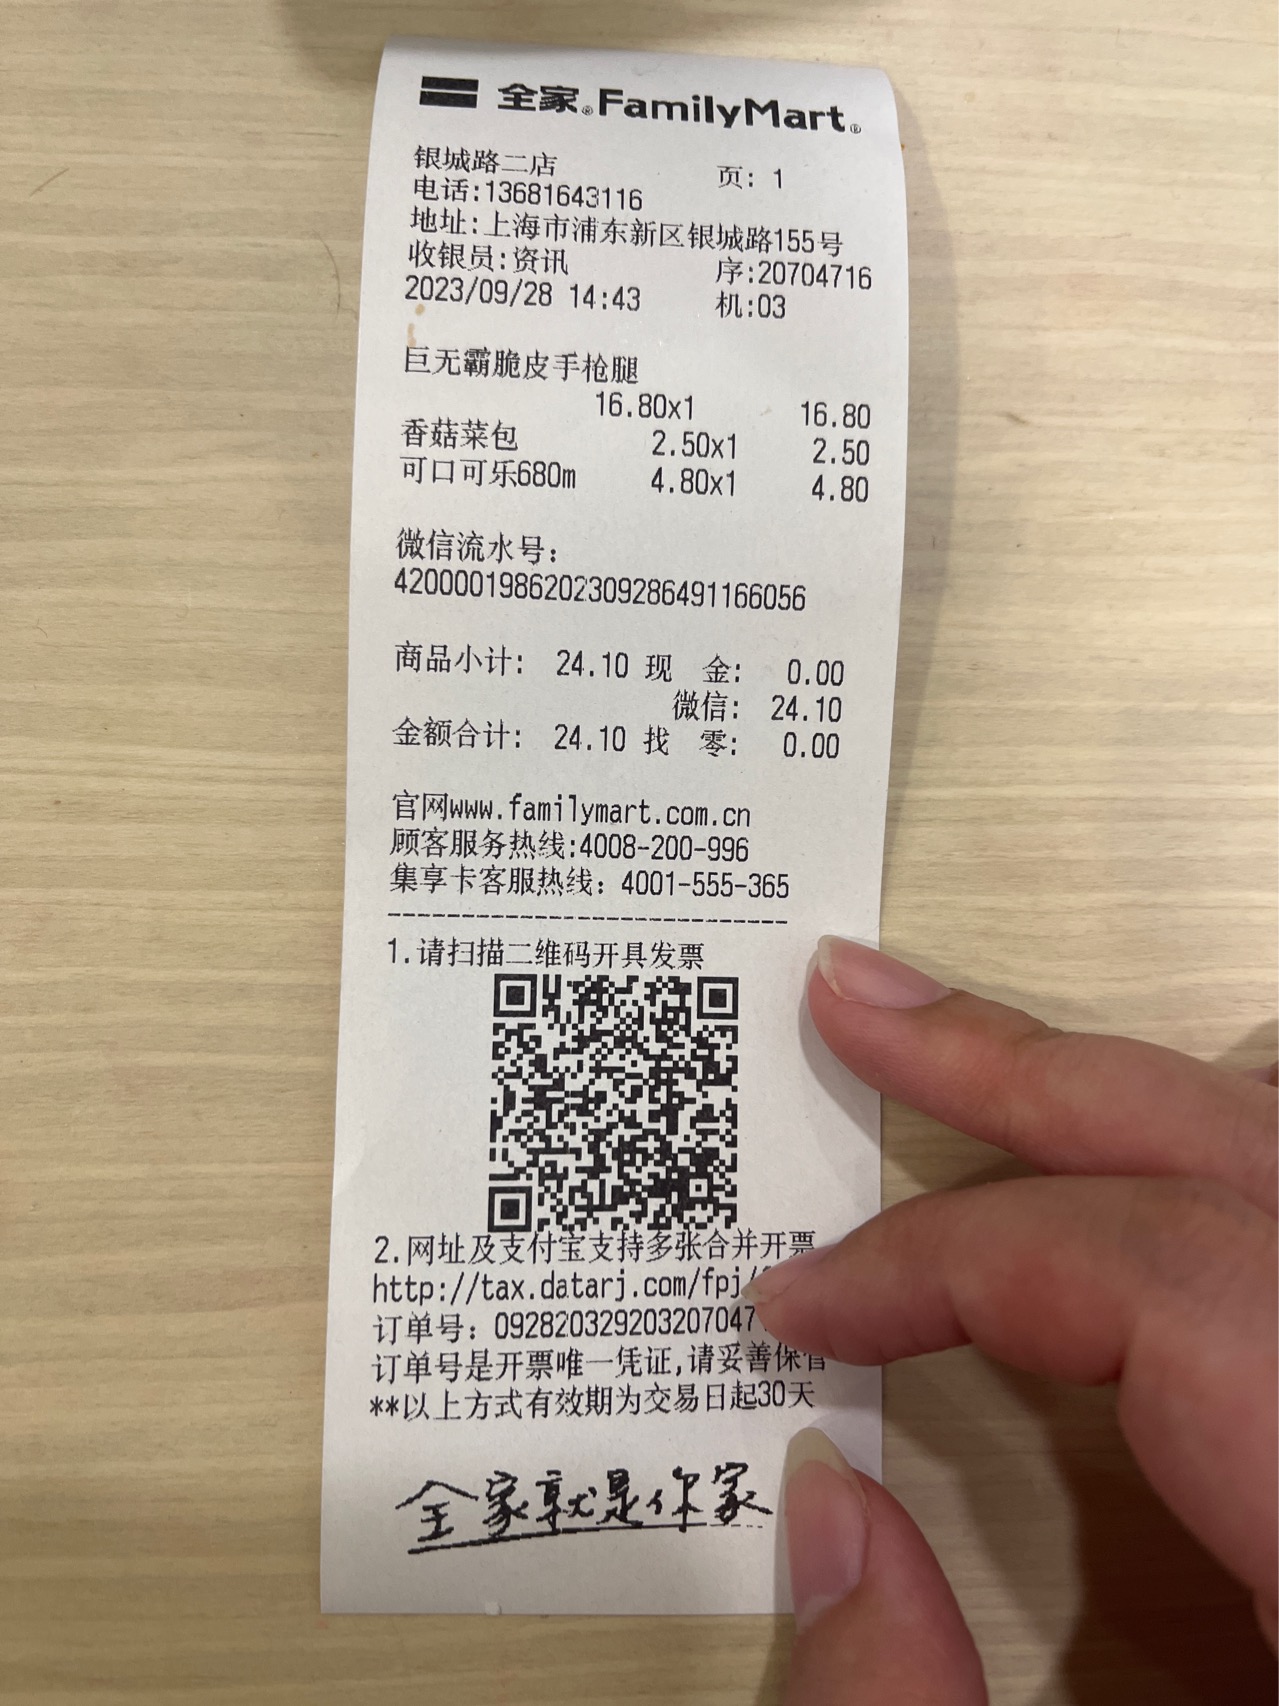 全家®FamilyMart®
银城路二店 页: 1
电话:13681643116
地址:上海市浦东新区银城路155号
收银员:资讯 序:20704716
2023/09/28 14:43 机:03
巨无霸脆皮手枪腿
16.80x1 16.80
香菇菜包 2.50x1 2.50
可口可乐680m 4.80x1 4.80
微信流水号:
4200001986202309286491166056
商品小计: 24.10 现 金: 0.00
微信: 24.10
金额合计: 24.10 找 零: 0.00
官网www.familymart.com.cn
顾客服务热线:4008-200-996
集享卡客服热线: 4001-555-365
------------------------------
1.请扫描二维码开具发票
2.网址及支付宝支持多张合并开票
http://tax.datarj.com/fpj/
订单号: 092820329203207047
订单号是开票唯一凭证,请妥善保管
**以上方式有效期为交易日起30天
全家就是你家